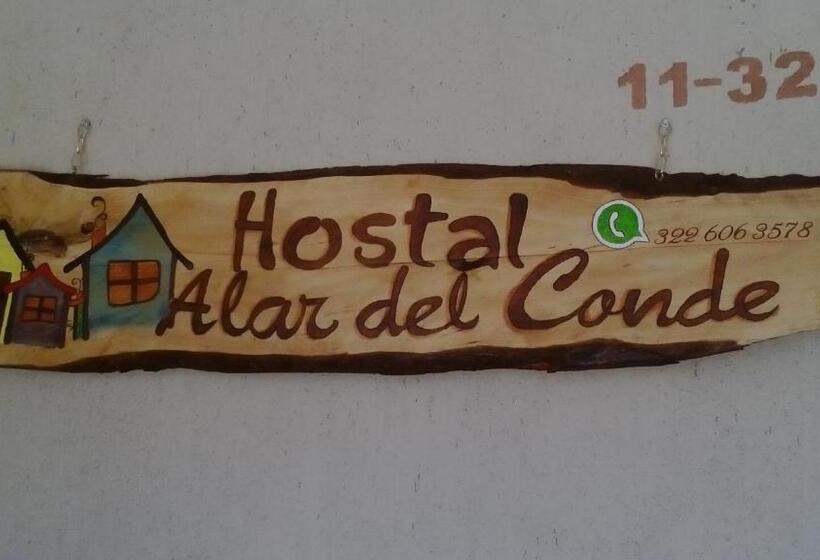 11-32
Hostal
322 606 3578
Alar del Conde